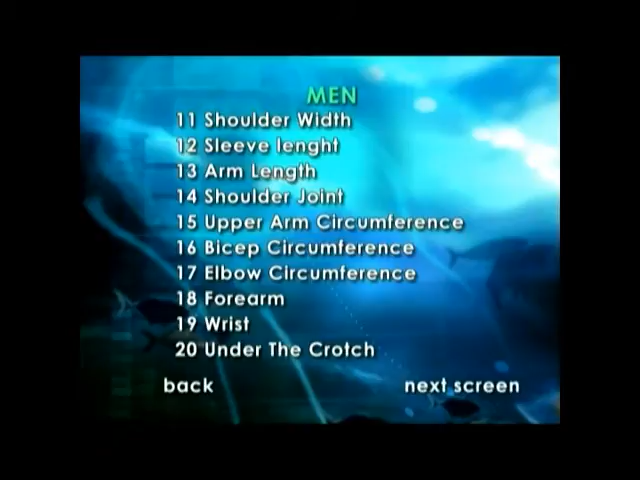 MEN
11 Shoulder Width
12 Sleeve lenght
13 Arm Length
14 Shoulder Joint
15 Upper Arm Circumference
16 Bicep Circumference
17 Elbow Circumference
18 Forearm
19 Wrist
20 Under The Crotch
back next screen